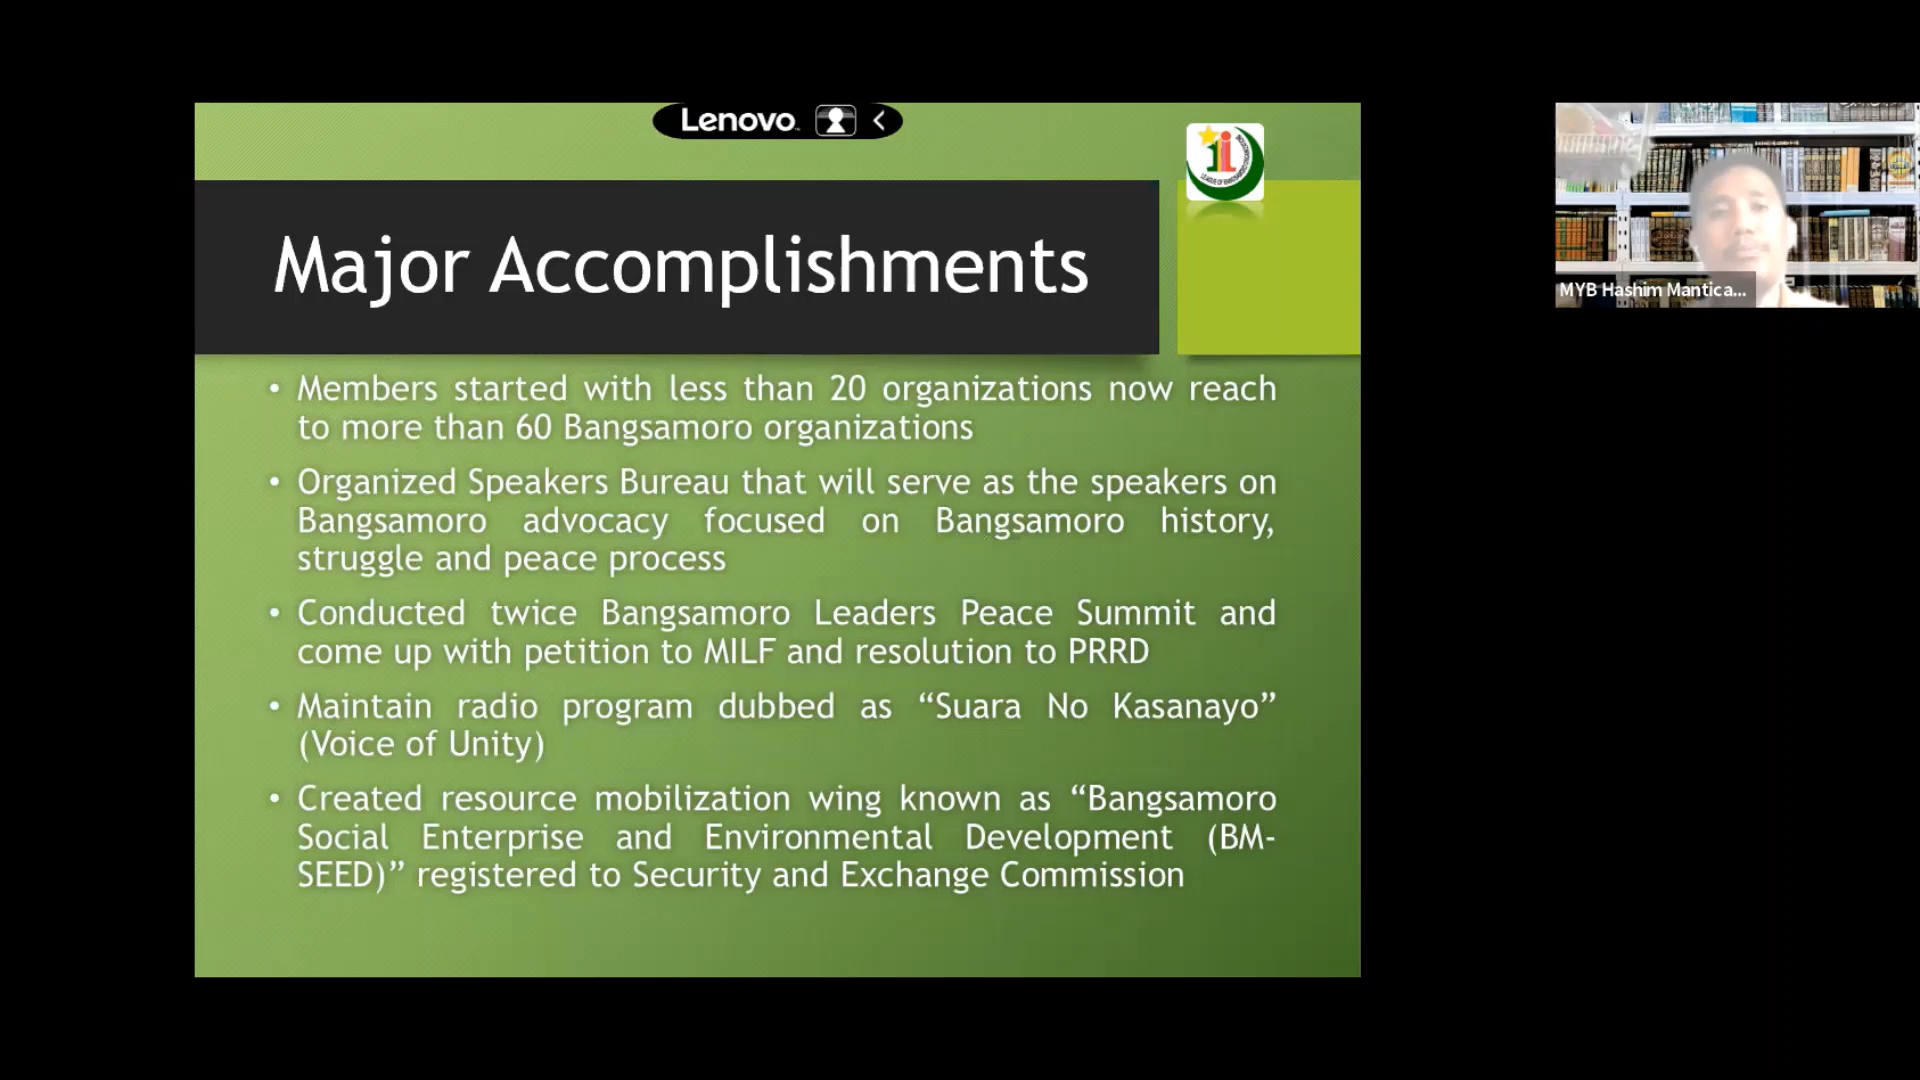 Lenovo
Major Accomplishments
• Members started with less than 20 organizations now reach
to more than 60 Bangsamoro organizations
• Organized Speakers Bureau that will serve as the speakers on
Bangsamoro advocacy focused on Bangsamoro history,
struggle and peace process
• Conducted twice Bangsamoro Leaders Peace Summit and
come up with petition to MILF and resolution to PRRD
• Maintain radio program dubbed as “Suara No Kasanayo”
(Voice of Unity)
• Created resource mobilization wing known as “Bangsamoro
Social Enterprise and Environmental Development (BM-
SEED)” registered to Security and Exchange Commission
MYB Hashim Mantica...